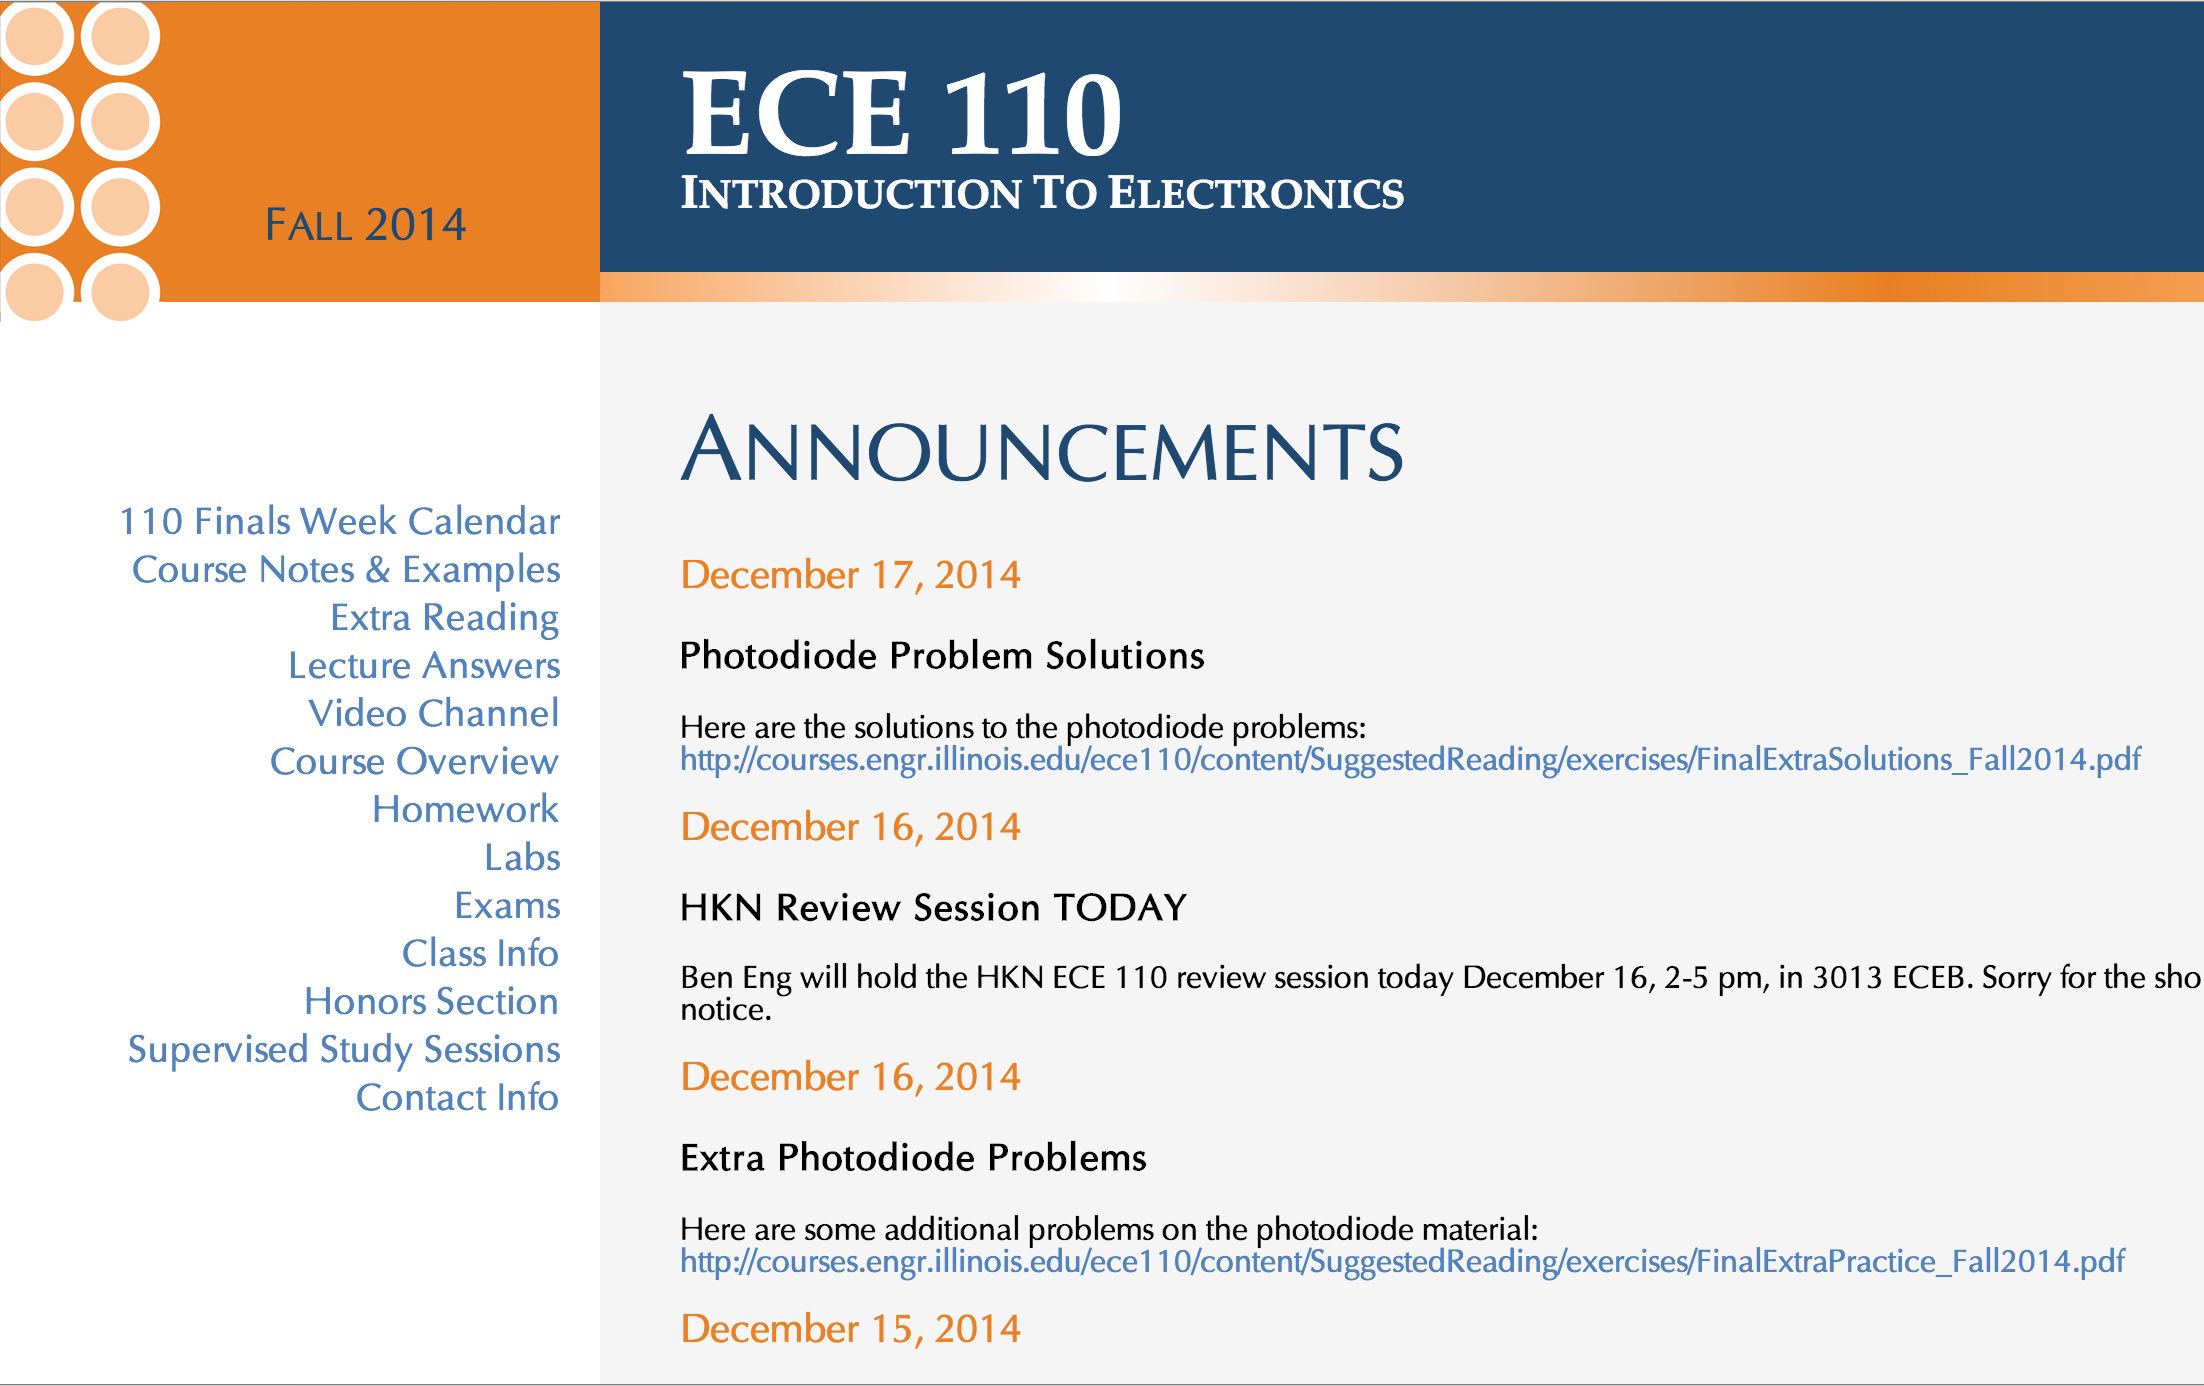 FALL 2014
ECE 110
INTRODUCTION TO ELECTRONICS
110 Finals Week Calendar
Course Notes & Examples
Extra Reading
Lecture Answers
Video Channel
Course Overview
Homework
Labs
Exams
Class Info
Honors Section
Supervised Study Sessions
Contact Info
ANNOUNCEMENTS
December 17, 2014
Photodiode Problem Solutions
Here are the solutions to the photodiode problems:
http://courses.engr.illinois.edu/ece110/content/SuggestedReading/exercises/FinalExtraSolutions_Fall2014.pdf
December 16, 2014
HKN Review Session TODAY
Ben Eng will hold the HKN ECE 110 review session today December 16, 2-5 pm, in 3013 ECEB. Sorry for the sho
notice.
December 16, 2014
Extra Photodiode Problems
Here are some additional problems on the photodiode material:
http://courses.engr.illinois.edu/ece110/content/SuggestedReading/exercises/FinalExtraPractice_Fall2014.pdf
December 15, 2014